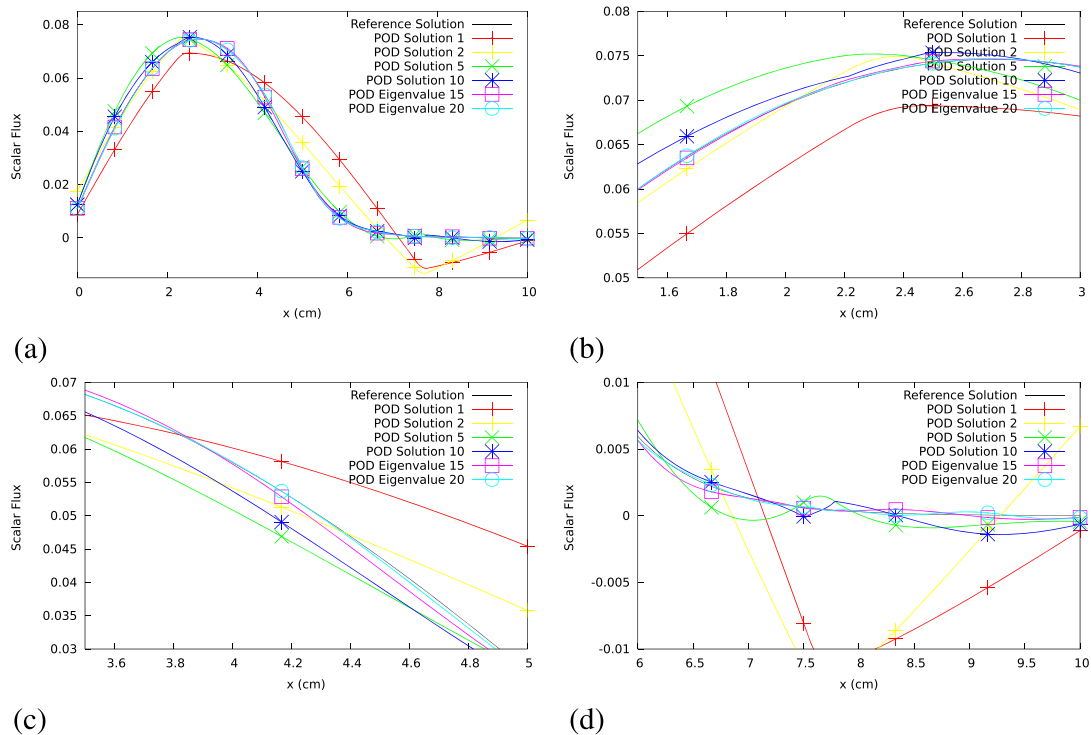 0.08
0.06
0.04
0.02
0
0
2
4
6
8
10
Scalar Flux
x (cm)
Reference Solution
POD Solution 1
POD Solution 2
POD Solution 5
POD Solution 10
POD Eigenvalue 15
POD Eigenvalue 20
(a)
0.08
0.075
0.07
0.065
0.06
0.055
0.05
1.6
1.8
2
2.2
2.4
2.6
2.8
3
Scalar Flux
x (cm)
Reference Solution
POD Solution 1
POD Solution 2
POD Solution 5
POD Solution 10
POD Eigenvalue 15
POD Eigenvalue 20
(b)
0.07
0.065
0.06
0.055
0.05
0.045
0.04
0.035
0.03
3.6
3.8
4
4.2
4.4
4.6
4.8
5
Scalar Flux
x (cm)
Reference Solution
POD Solution 1
POD Solution 2
POD Solution 5
POD Solution 10
POD Eigenvalue 15
POD Eigenvalue 20
(c)
0.01
0.005
0
-0.005
-0.01
6
6.5
7
7.5
8
8.5
9
9.5
10
Scalar Flux
x (cm)
Reference Solution
POD Solution 1
POD Solution 2
POD Solution 5
POD Solution 10
POD Eigenvalue 15
POD Eigenvalue 20
(d)